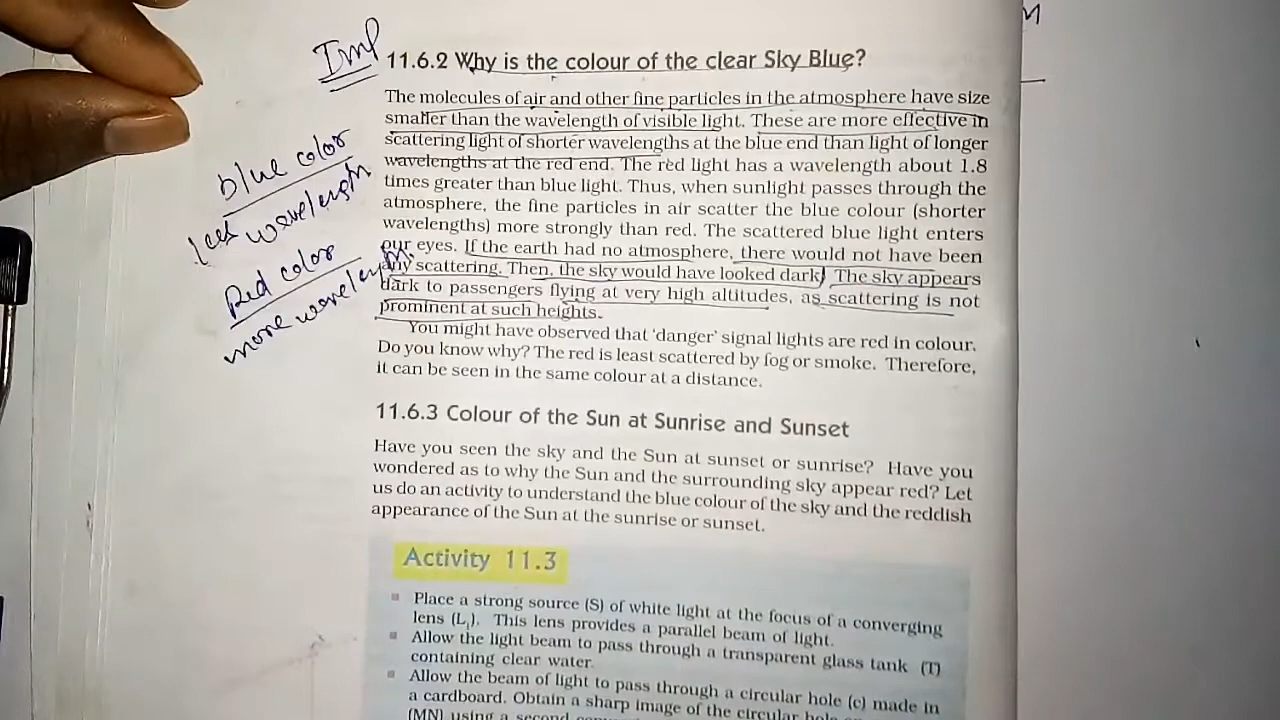 Imp
11.6.2 Why is the colour of the clear Sky Blue?
The molecules of air and other fine particles in the atmosphere have size
smaller than the wavelength of visible light. These are more effective in
scattering light of shorter wavelengths at the blue end than light of longer
wavelengths at the red end. The red light has a wavelength about 1.8
times greater than blue light. Thus, when sunlight passes through the
atmosphere, the fine particles in air scatter the blue colour (shorter
wavelengths) more strongly than red. The scattered blue light enters
our eyes. If the earth had no atmosphere, there would not have been
any scattering. Then, the sky would have looked dark. The sky appears
dark to passengers flying at very high altitudes, as scattering is not
prominent at such heights.
blue color
less wavelength
Red color
more wavelength
You might have observed that 'danger' signal lights are red in colour.
Do you know why? The red is least scattered by fog or smoke. Therefore,
it can be seen in the same colour at a distance.
11.6.3 Colour of the Sun at Sunrise and Sunset
Have you seen the sky and the Sun at sunset or sunrise? Have you
wondered as to why the Sun and the surrounding sky appear red? Let
us do an activity to understand the blue colour of the sky and the reddish
appearance of the Sun at the sunrise or sunset.
Activity 11.3
Place a strong source (S) of white light at the focus of a converging
lens (L₁). This lens provides a parallel beam of light.
Allow the light beam to pass through a transparent glass tank (T)
containing clear water.
Allow the beam of light to pass through a circular hole (c) made in
a cardboard. Obtain a sharp image of the circular hole
(MN) using a second